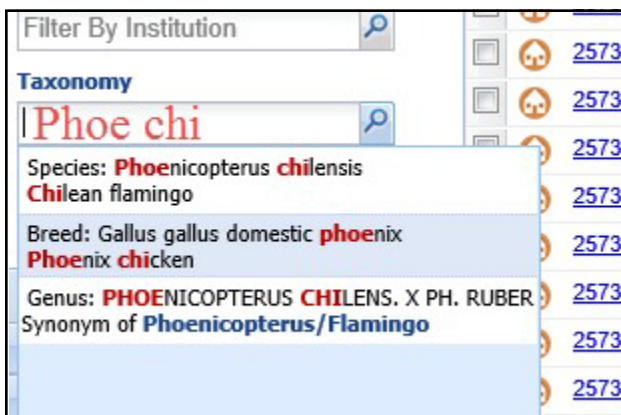 Filter By Institution
Taxonomy
Phoe chi
Species: Phoenicopterus chilensis
Chilean flamingo
Breed: Gallus gallus domestic phoenix
Phoenix chicken
Genus: PHOENICOPTERUS CHILENS. X PH. RUBER
Synonym of Phoenicopterus/Flamingo
2573
2573
2573
2573
2573
2573
2573
2573